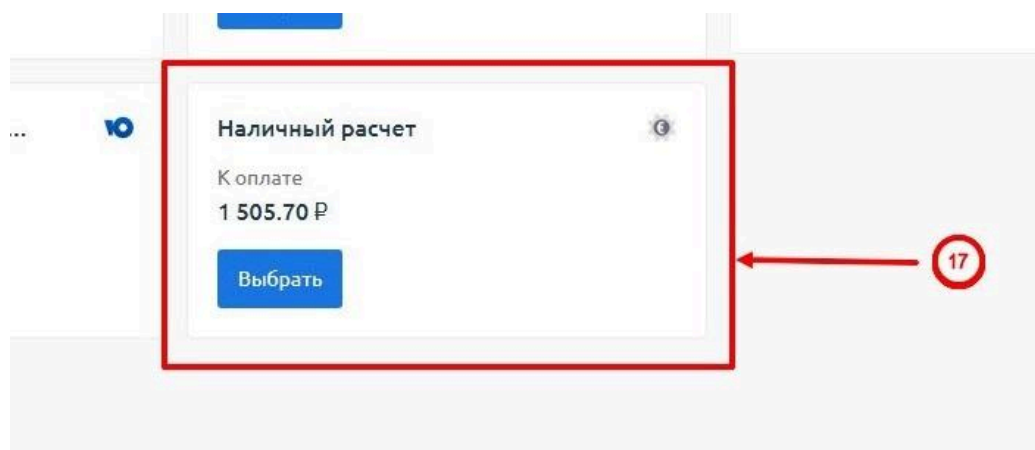 ...
Ю
Наличный расчет
К оплате
1 505.70 ₽
Выбрать
17